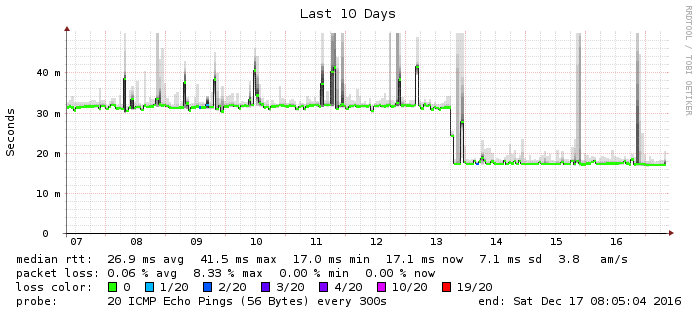 Last 10 Days
RRDTOOL / TOBI OETIKER
Seconds
40 m
30 m
20 m
10 m
0
07 08 09 10 11 12 13 14 15 16
median rtt: 26.9 ms avg 41.5 ms max 17.0 ms min 17.1 ms now 7.1 ms sd 3.8 am/s
packet loss: 0.06 % avg 8.33 % max 0.00 % min 0.00 % now
loss color: 0 1/20 2/20 3/20 4/20 10/20 19/20
probe: 20 ICMP Echo Pings (56 Bytes) every 300s end: Sat Dec 17 08:05:04 2016